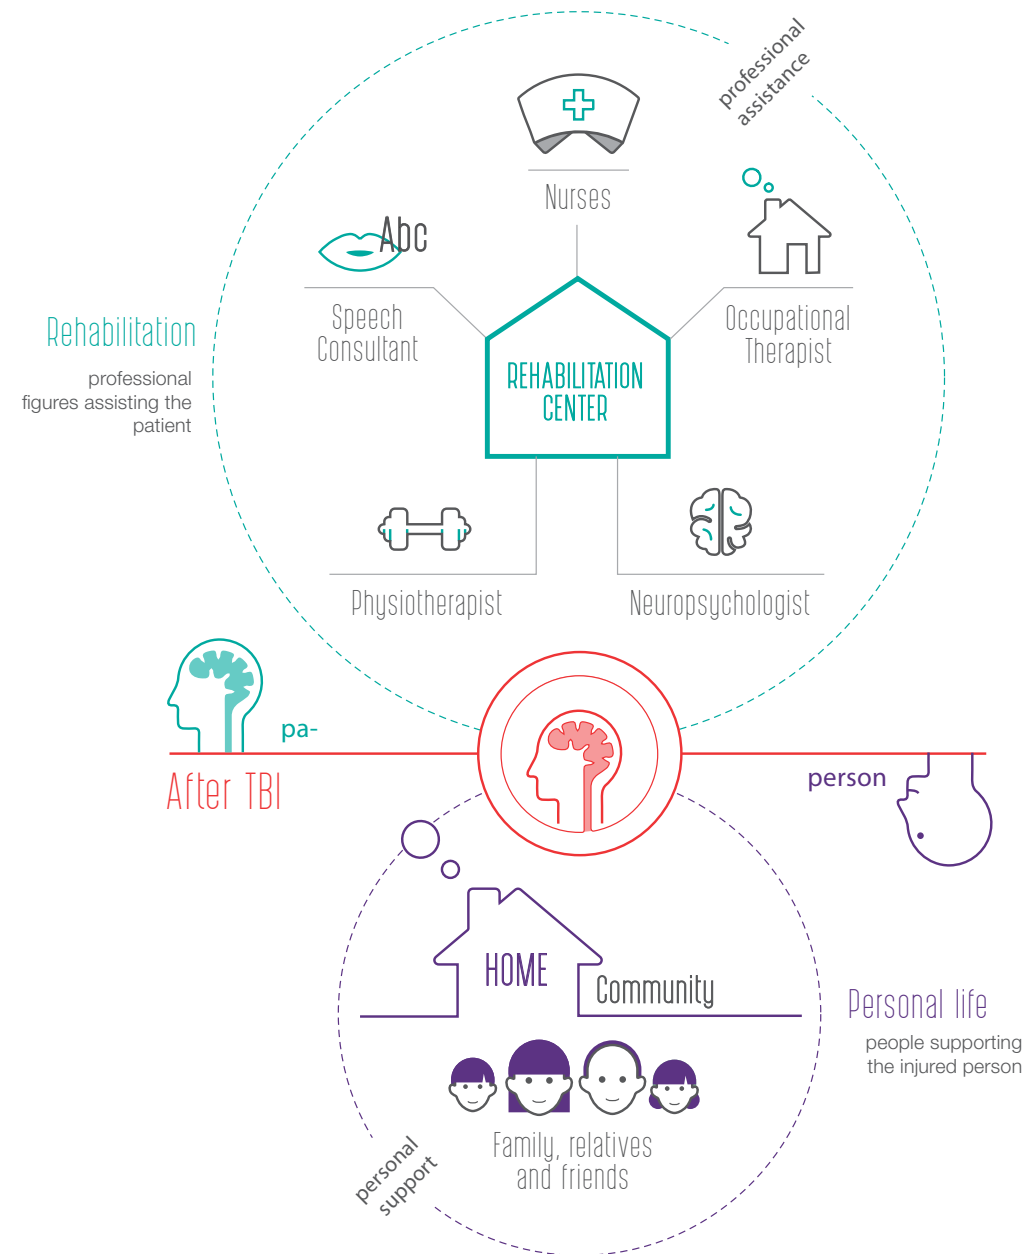 professional
assistance
Nurses
Abc
Speech
Consultant
Occupational
Therapist
Rehabilitation
professional
figures assisting the
patient
REHABILITATION
CENTER
Physiotherapist
Neuropsychologist
pa-
After TBI
person
HOME
Community
Personal life
people supporting
the injured person
Family, relatives
and friends
personal
support